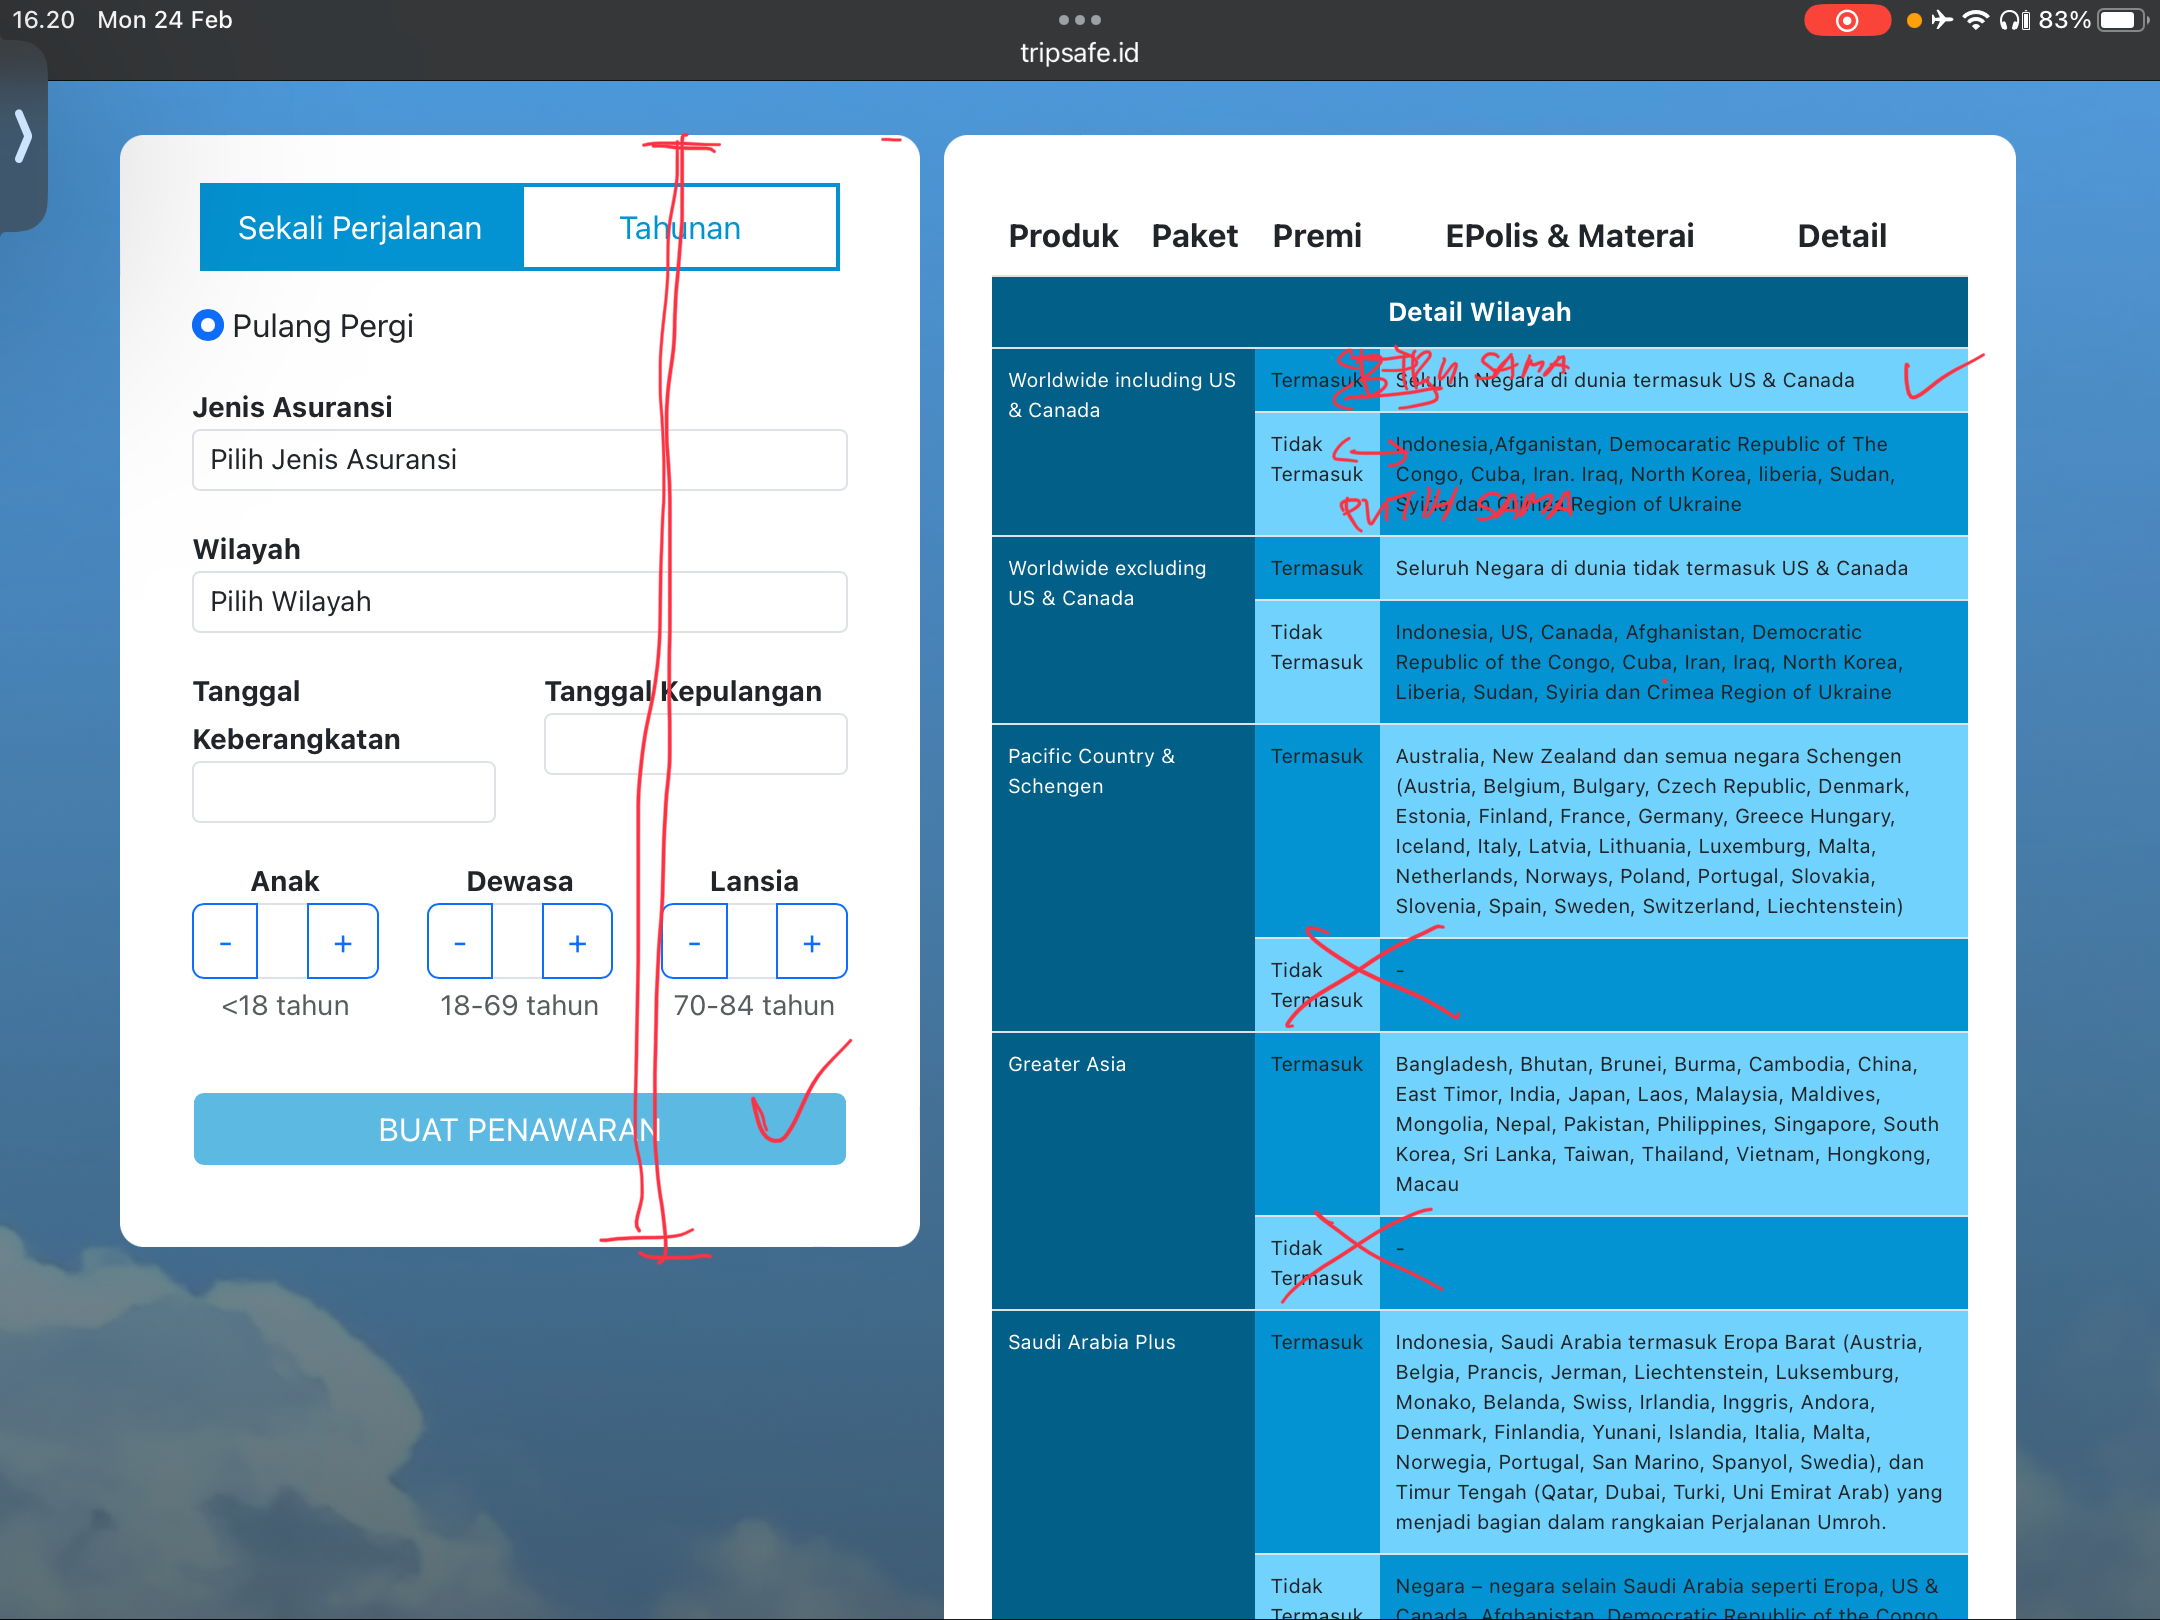 16.20 Mon 24 Feb
83%
tripsafe.id
Sekali Perjalanan
Tahunan
Pulang Pergi
Jenis Asuransi
Pilih Jenis Asuransi
Wilayah
Pilih Wilayah
Tanggal
Keberangkatan
Tanggal Kepulangan
Anak
Dewasa
Lansia
- +
- +
- +
<18 tahun
18-69 tahun
70-84 tahun
BUAT PENAWARAN
Produk Paket Premi EPolis & Materai Detail
Detail Wilayah
Worldwide including US
& Canada
Termasuk
Seluruh Negara di dunia termasuk US & Canada
BIRU SAMA
Tidak
Termasuk
Indonesia,Afganistan, Democaratic Republic of The
Congo, Cuba, Iran. Iraq, North Korea, liberia, Sudan,
Syiria dan Crimea Region of Ukraine
PUTIH SAMA
Worldwide excluding
US & Canada
Termasuk
Seluruh Negara di dunia tidak termasuk US & Canada
Tidak
Termasuk
Indonesia, US, Canada, Afghanistan, Democratic
Republic of the Congo, Cuba, Iran, Iraq, North Korea,
Liberia, Sudan, Syiria dan Crimea Region of Ukraine
Pacific Country &
Schengen
Termasuk
Australia, New Zealand dan semua negara Schengen
(Austria, Belgium, Bulgary, Czech Republic, Denmark,
Estonia, Finland, France, Germany, Greece Hungary,
Iceland, Italy, Latvia, Lithuania, Luxemburg, Malta,
Netherlands, Norways, Poland, Portugal, Slovakia,
Slovenia, Spain, Sweden, Switzerland, Liechtenstein)
Tidak
Termasuk
-
Greater Asia
Termasuk
Bangladesh, Bhutan, Brunei, Burma, Cambodia, China,
East Timor, India, Japan, Laos, Malaysia, Maldives,
Mongolia, Nepal, Pakistan, Philippines, Singapore, South
Korea, Sri Lanka, Taiwan, Thailand, Vietnam, Hongkong,
Macau
Tidak
Termasuk
-
Saudi Arabia Plus
Termasuk
Indonesia, Saudi Arabia termasuk Eropa Barat (Austria,
Belgia, Prancis, Jerman, Liechtenstein, Luksemburg,
Monako, Belanda, Swiss, Irlandia, Inggris, Andora,
Denmark, Finlandia, Yunani, Islandia, Italia, Malta,
Norwegia, Portugal, San Marino, Spanyol, Swedia), dan
Timur Tengah (Qatar, Dubai, Turki, Uni Emirat Arab) yang
menjadi bagian dalam rangkaian Perjalanan Umroh.
Tidak
Termasuk
Negara – negara selain Saudi Arabia seperti Eropa, US &
Canada, Afghanistan, Democratic Republic of the Congo